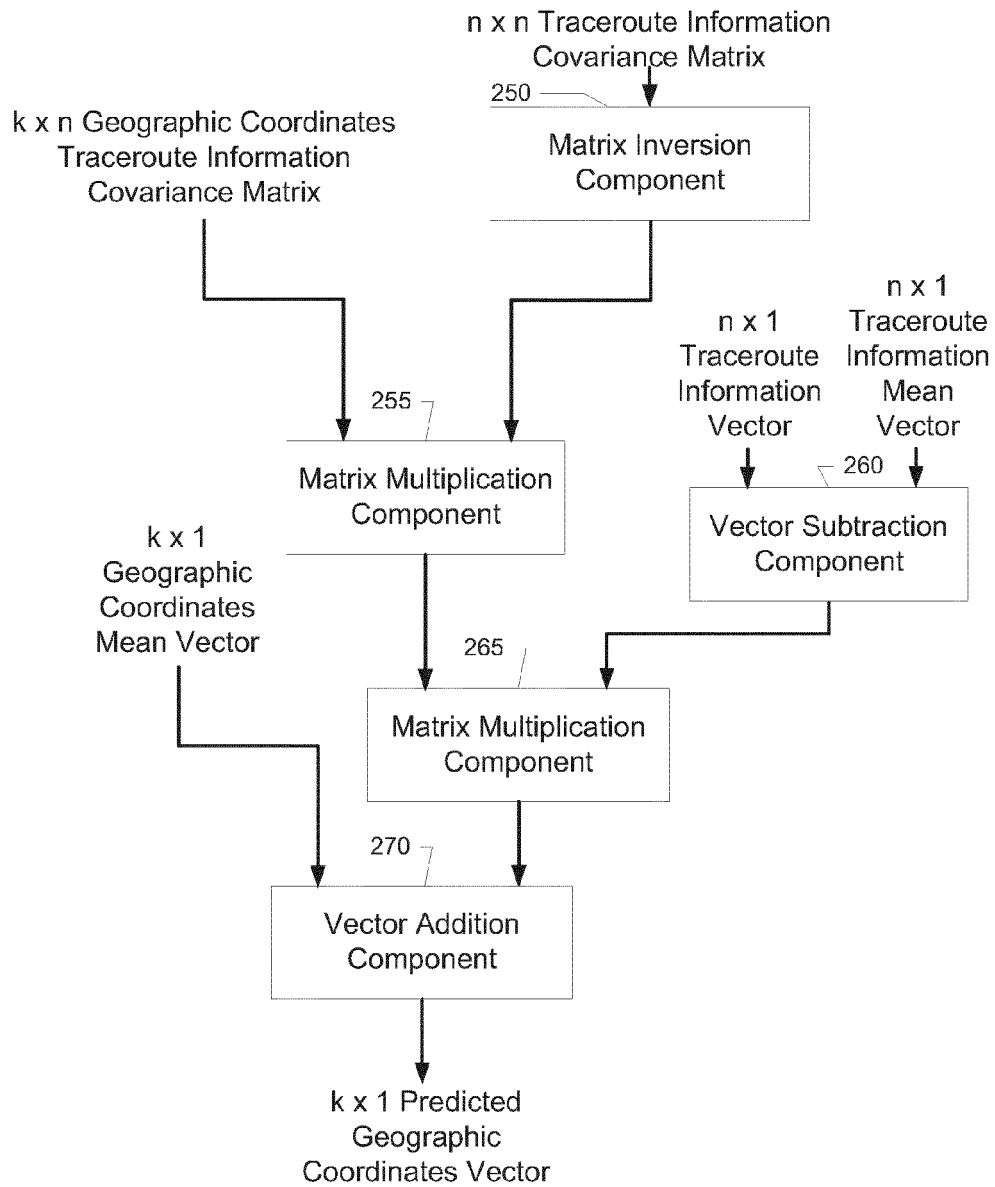 n x n Traceroute Information
Covariance Matrix
250
Matrix Inversion
Component
k x n Geographic Coordinates
Traceroute Information
Covariance Matrix
n x 1
Traceroute
Information
Vector
n x 1
Traceroute
Information
Mean
Vector
255
Matrix Multiplication
Component
260
Vector Subtraction
Component
k x 1
Geographic
Coordinates
Mean Vector
265
Matrix Multiplication
Component
270
Vector Addition
Component
k x 1 Predicted
Geographic
Coordinates Vector